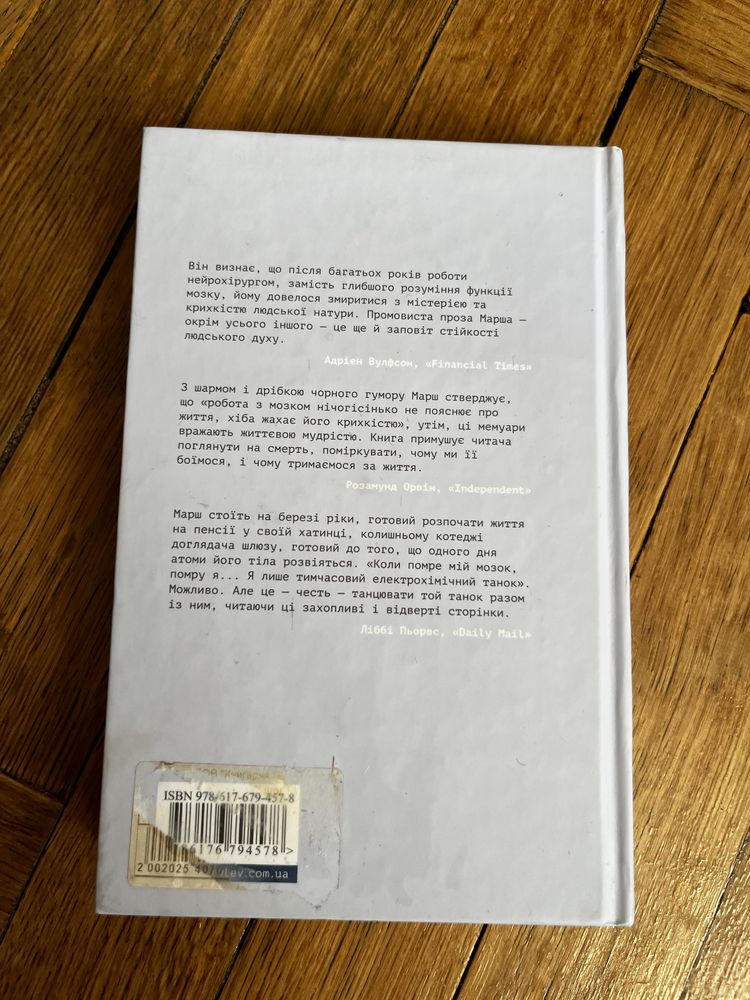 Він визнає, що після багатьох років роботи
нейрохірургом, замість глибшого розуміння функції
мозку, йому довелося змиритися з містерією та
крихкістю людської натури. Промовиста проза Марша —
окрім усього іншого — це ще й заповіт стійкості
людського духу.
Адріен Вулфсон, «Financial Times»
З шармом і дрібкою чорного гумору Марш стверджує,
що «робота з мозком нічогісінько не пояснює про
життя, хіба жахає його крихкістю», утім, ці мемуари
вражають життєвою мудрістю. Книга примушує читача
поглянути на смерть, поміркувати, чому ми її
боїмося, і чому тримаємося за життя.
Розамунд Орвін, «Independent»
Марш стоїть на березі ріки, готовий розпочати життя
на пенсії у своїй хатинці, колишньому котеджі
доглядача шлюзу, готовий до того, що одного дня
атоми його тіла розвіяться. «Коли помре мій мозок,
помру я... Я лише тимчасовий електрохімічний танок».
Можливо. Але це — честь — танцювати той танок разом
із ним, читаючи ці захопливі і відверті сторінки.
Ліббі Пьорвс, «Daily Mail»
ISBN 978-617-679-457-8
6176 794578 >
2 002025 407
lev.com.ua